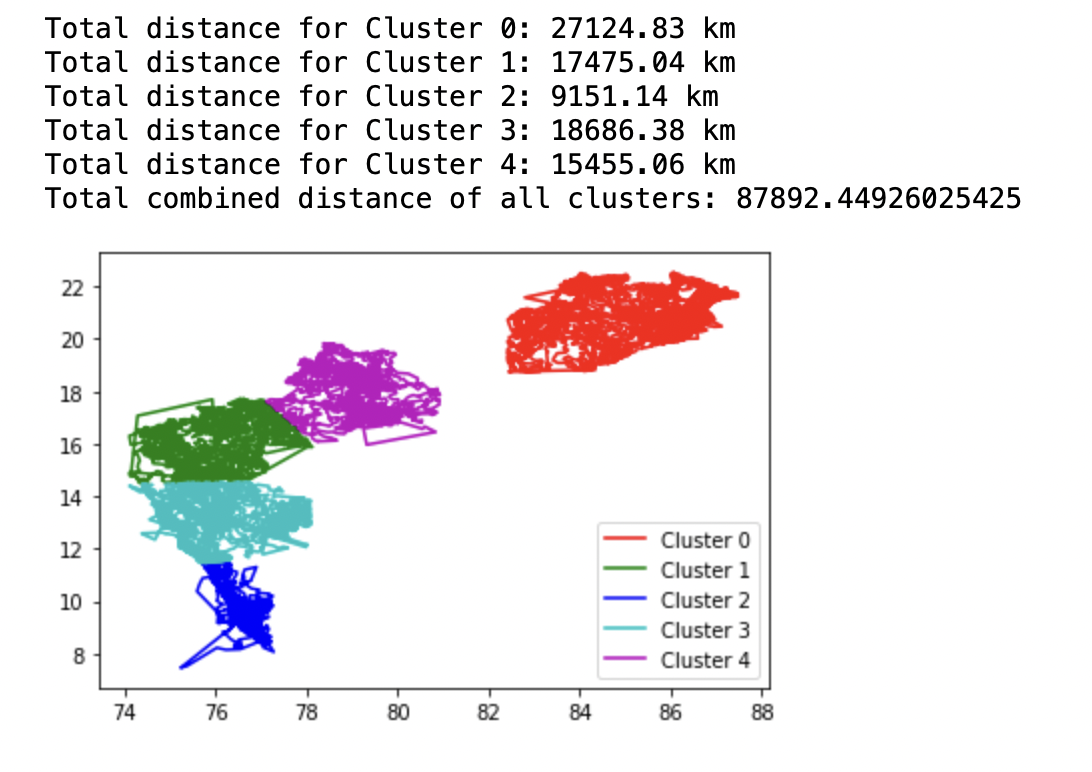 Total distance for Cluster 0: 27124.83 km
Total distance for Cluster 1: 17475.04 km
Total distance for Cluster 2: 9151.14 km
Total distance for Cluster 3: 18686.38 km
Total distance for Cluster 4: 15455.06 km
Total combined distance of all clusters: 87892.44926025425
22
20
18
16
14
12
10
8
Cluster 0
Cluster 1
Cluster 2
Cluster 3
Cluster 4
74 76 78 80 82 84 86 88